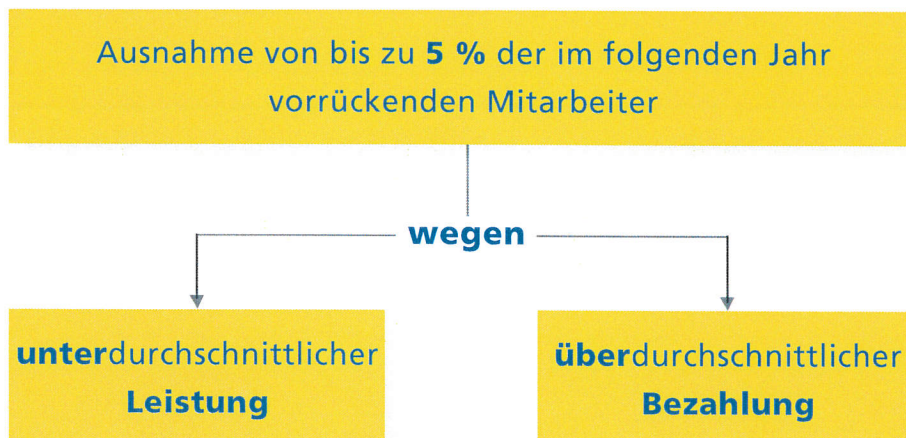 Ausnahme von bis zu 5 % der im folgenden Jahr
vorrückenden Mitarbeiter
wegen
unterdurchschnittlicher
Leistung
überdurchschnittlicher
Bezahlung